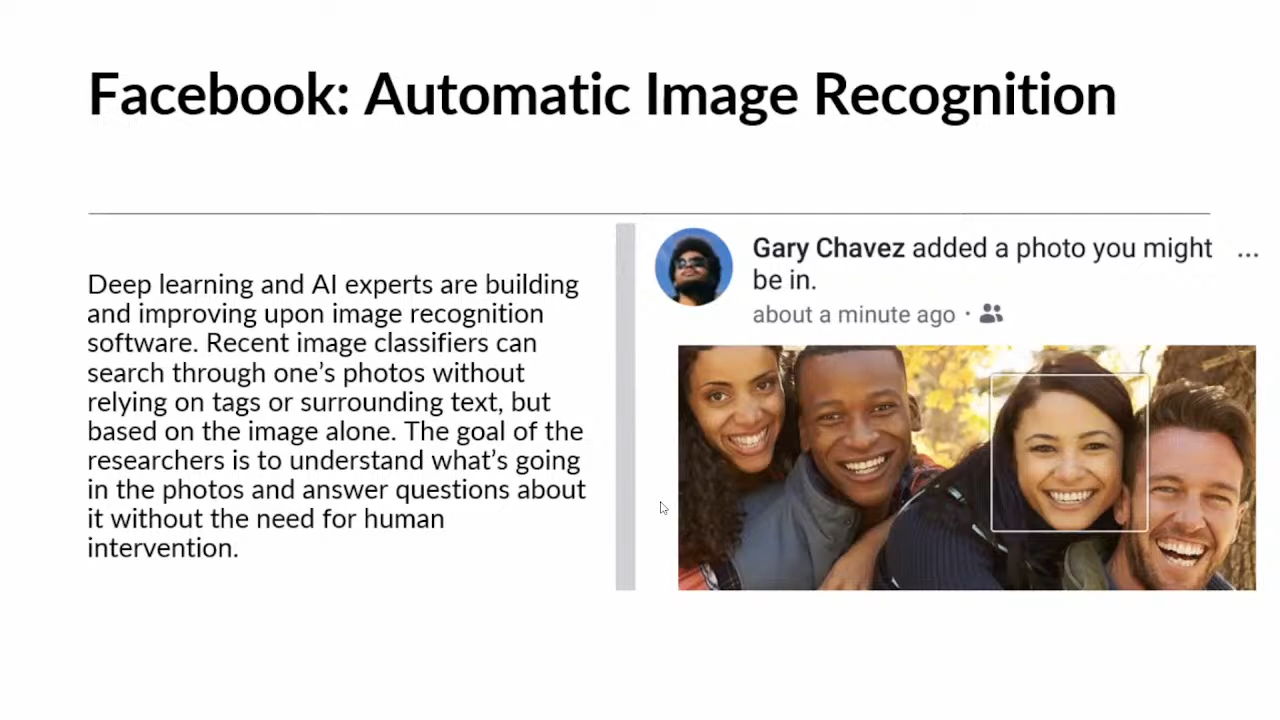 Facebook: Automatic Image Recognition
Deep learning and AI experts are building
and improving upon image recognition
software. Recent image classifiers can
search through one’s photos without
relying on tags or surrounding text, but
based on the image alone. The goal of the
researchers is to understand what’s going
in the photos and answer questions about
it without the need for human
intervention.
Gary Chavez added a photo you might ...
be in.
about a minute ago ·